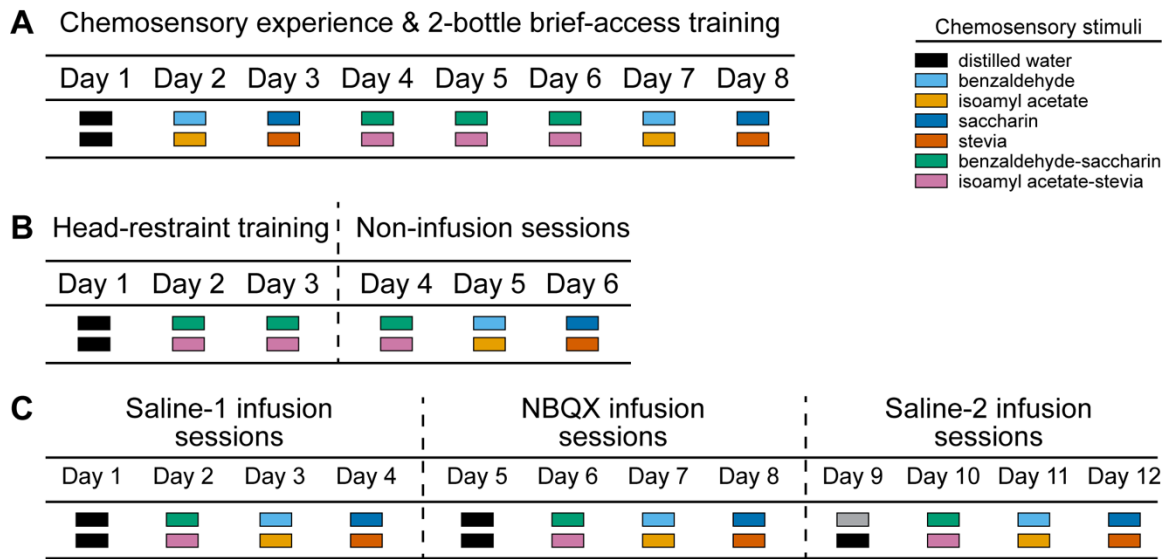 A Chemosensory experience & 2-bottle brief-access training
Day 1 Day 2 Day 3 Day 4 Day 5 Day 6 Day 7 Day 8
Chemosensory stimuli
distilled water
benzaldehyde
isoamyl acetate
saccharin
stevia
benzaldehyde-saccharin
isoamyl acetate-stevia
B Head-restraint training Non-infusion sessions
Day 1 Day 2 Day 3 Day 4 Day 5 Day 6
C Saline-1 infusion NBQX infusion Saline-2 infusion
sessions sessions sessions
Day 1 Day 2 Day 3 Day 4 Day 5 Day 6 Day 7 Day 8 Day 9 Day 10 Day 11 Day 12